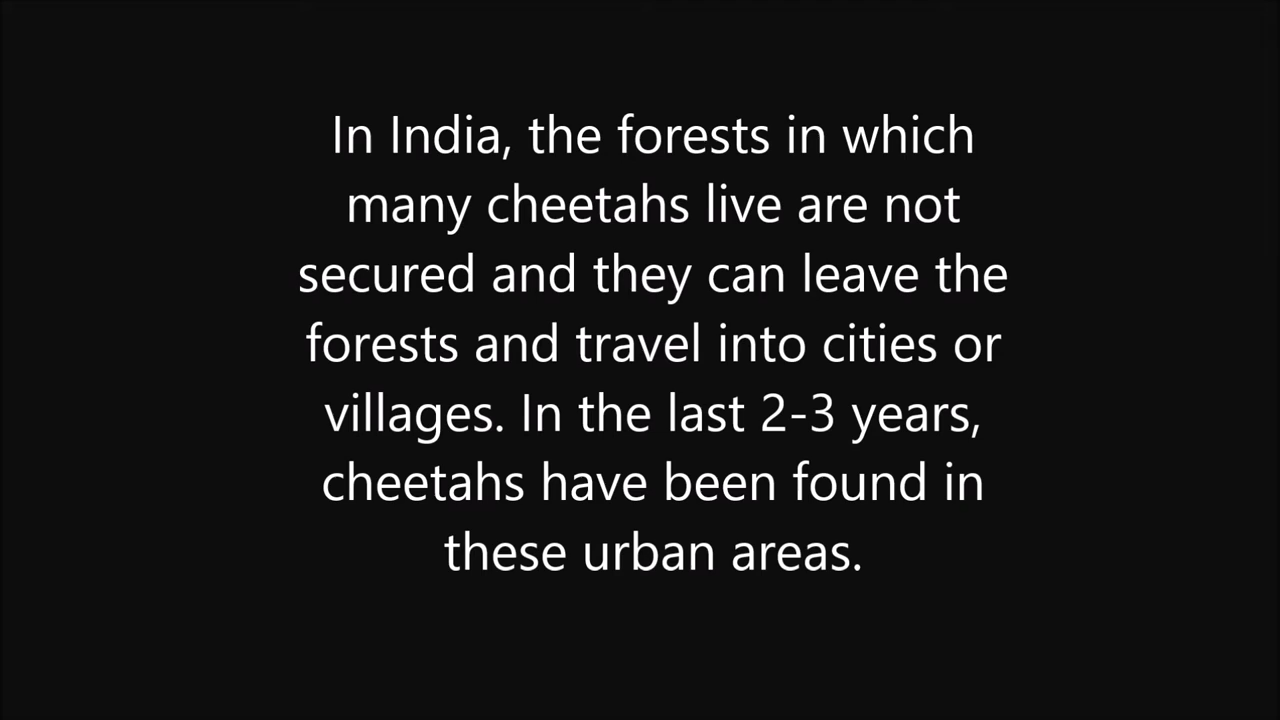 In India, the forests in which
many cheetahs live are not
secured and they can leave the
forests and travel into cities or
villages. In the last 2-3 years,
cheetahs have been found in
these urban areas.